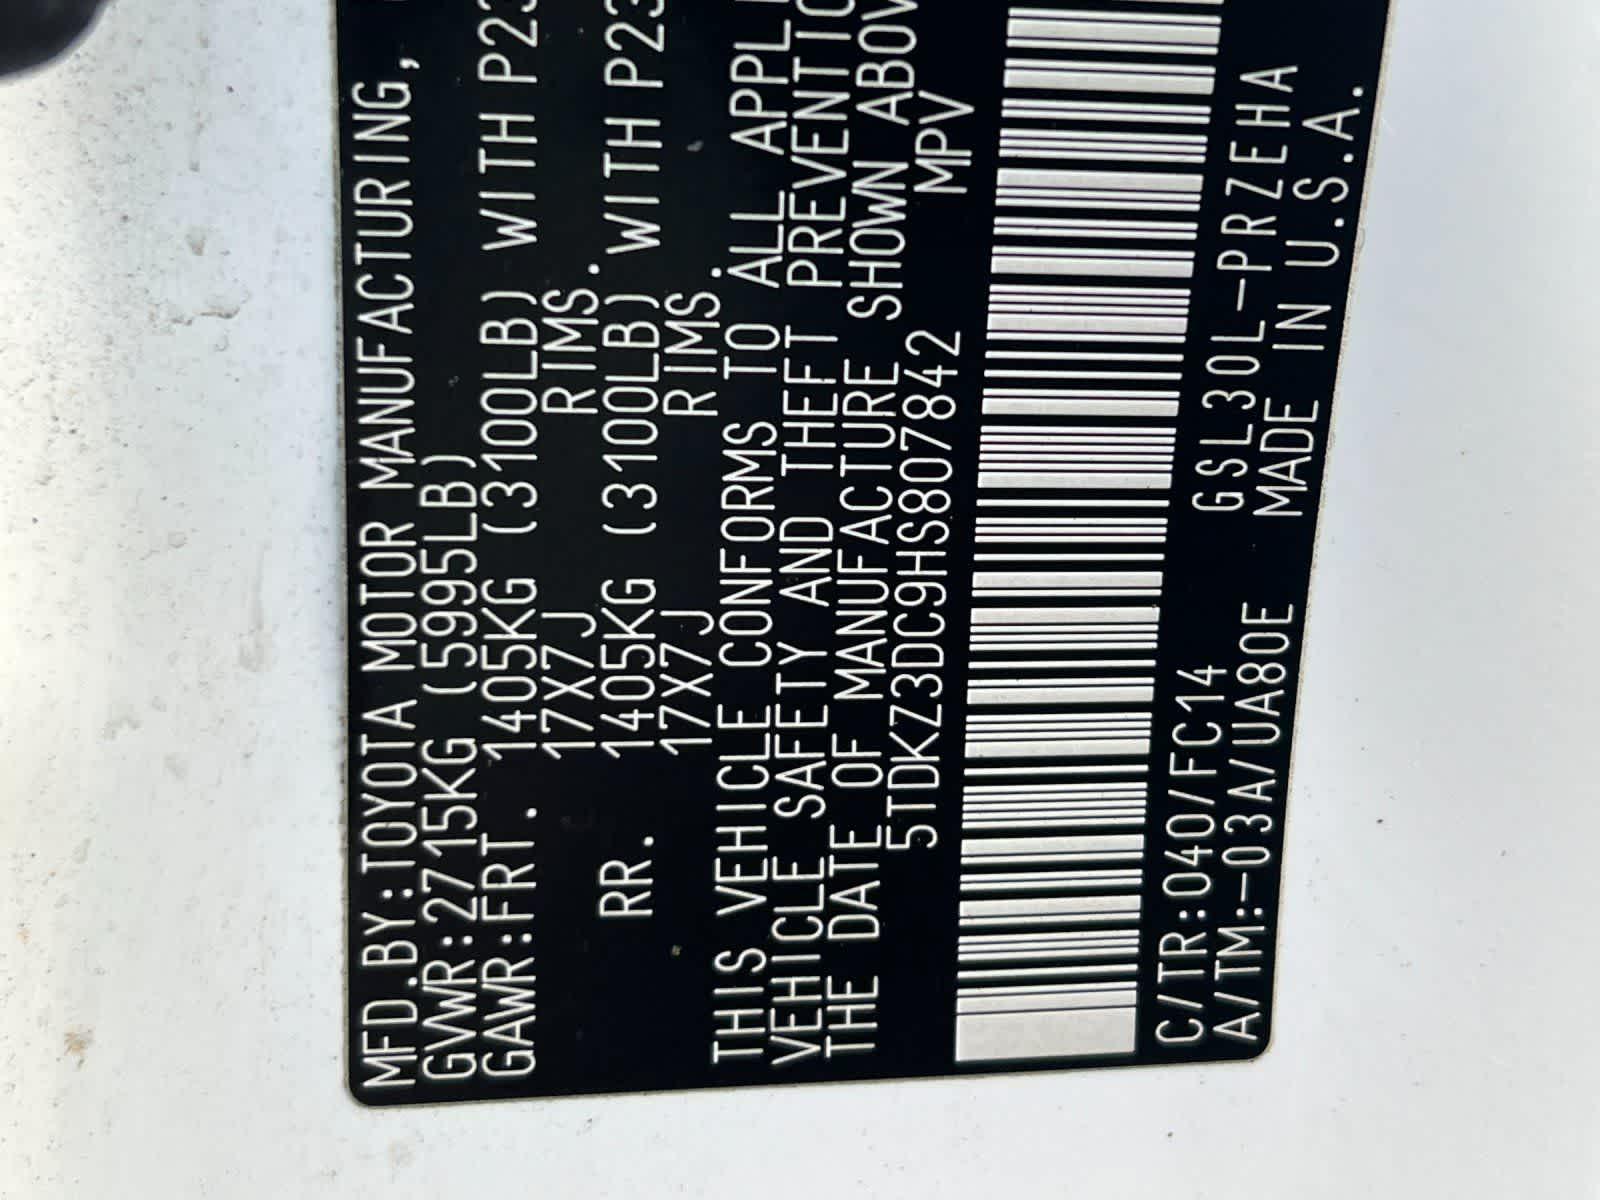 MFD.BY:TOYOTA MOTOR MANUFACTURING,
GVWR:2715KG (5995LB)
GAWR:FRT. 1405KG (3100LB) WITH P23
17X7J RIMS.
RR. 1405KG (3100LB) WITH P23
17X7J RIMS.
THIS VEHICLE CONFORMS TO ALL APPLI
VEHICLE SAFETY AND THEFT PREVENTIO
THE DATE OF MANUFACTURE SHOWN ABOV
5TDKZ3DC9HS807842 MPV
C/TR:040/FC14 GSL30L-PRZEHA
A/TM:-03A/UA80E MADE IN U.S.A.